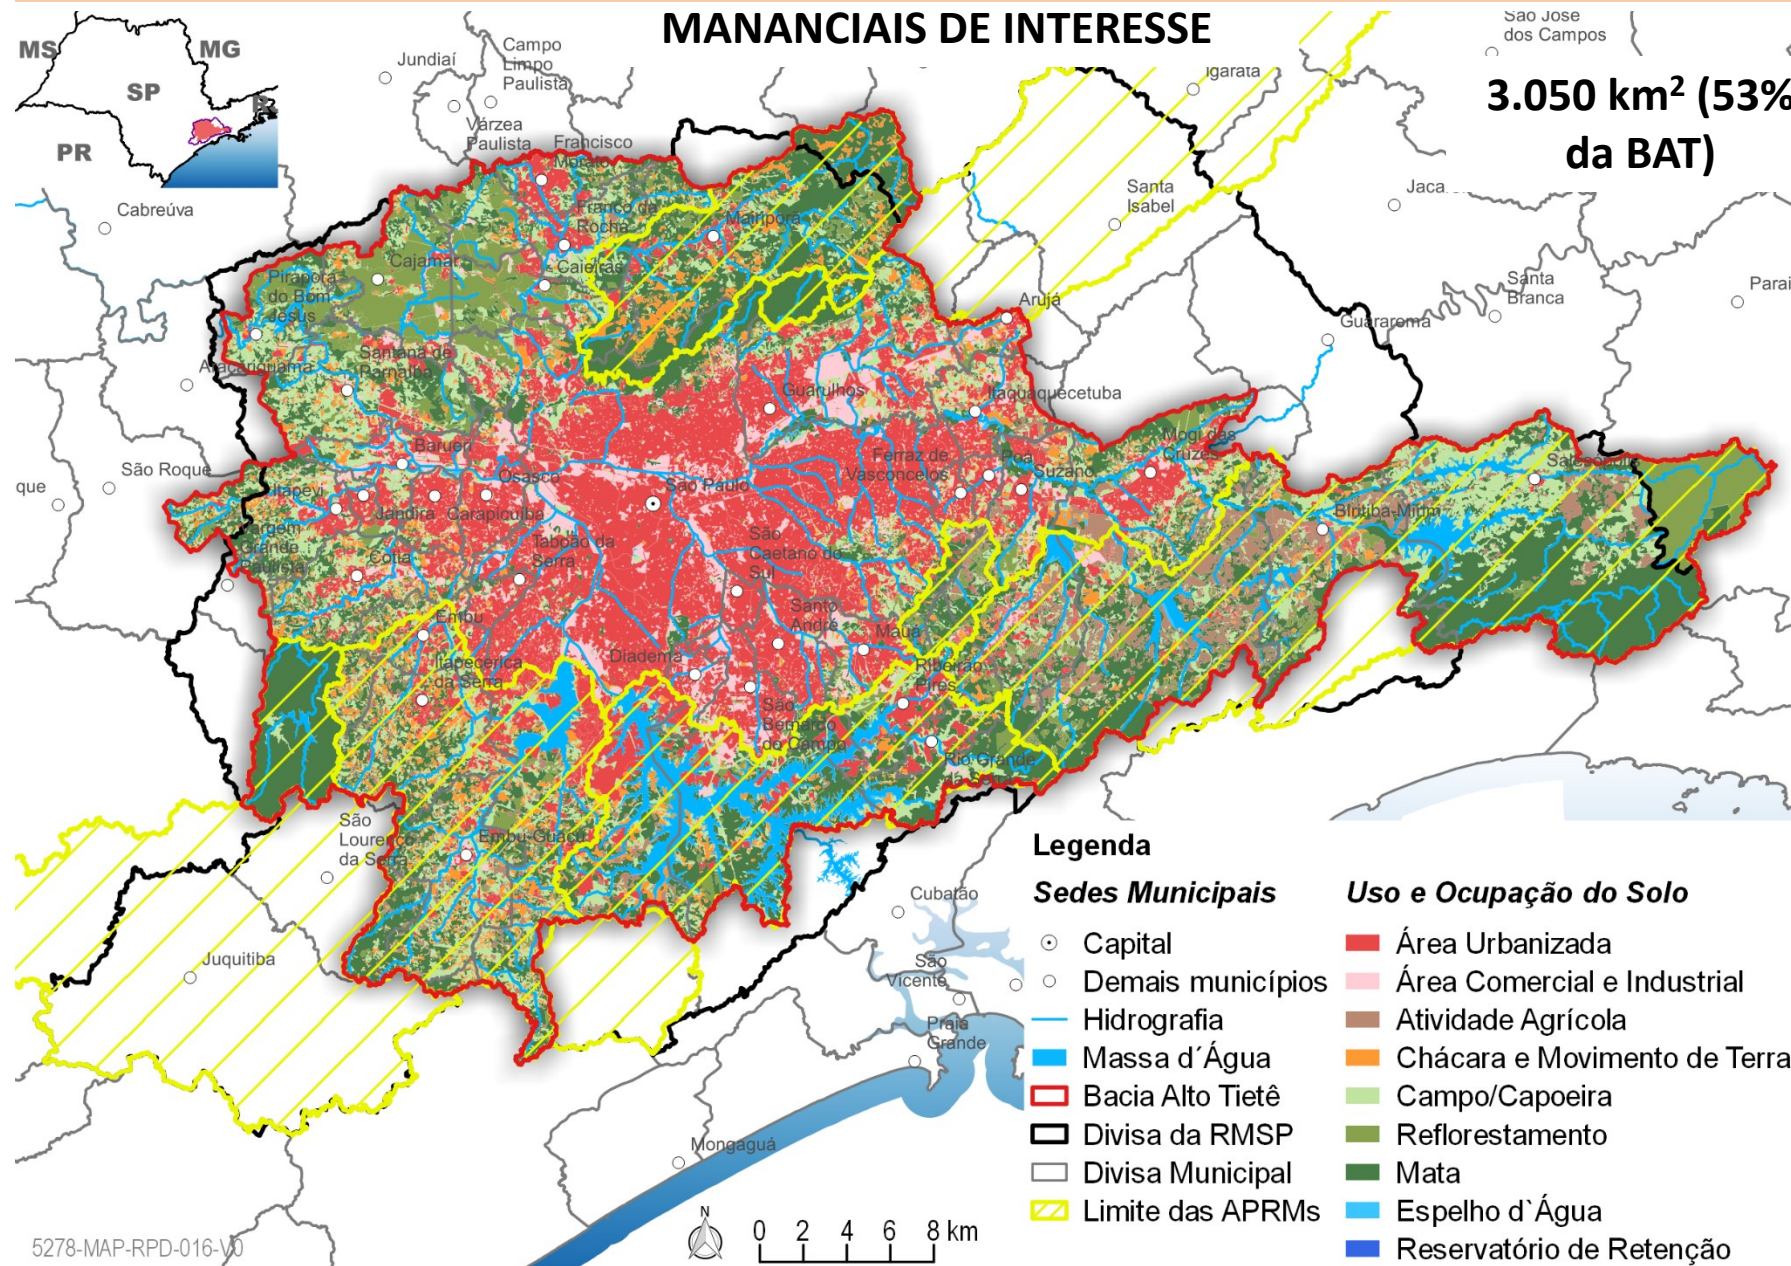 MANANCIAIS DE INTERESSE
3.050 km² (53%
da BAT)
MS
MG
SP
PR
Jundiaí
Campo
Limpo
Paulista
Várzea
Paulista
Francisco
Morato
São José
dos Campos
Igaratá
Santa
Isabel
Jaca
Cabreúva
Franco da
Rocha
Mairiporã
Cajamar
Caieiras
Pirapora
do Bom
Jesus
Santa
Branca
Parai
Arujá
Guararema
Santana de
Parnaíba
Araçariguama
Guarulhos
Itaquaquecetuba
Barueri
Mogi das
Cruzes
São Roque
que
Ferraz de
Vasconcelos
Poá
Suzano
Salesópolis
Osasco
São Paulo
Itapevi
Jandira
Carapicuíba
Biritiba-Mirim
Vargem
Grande
Paulista
Cotia
Taboão da
Serra
São
Caetano do
Sul
Santo
André
Mauá
Embu
Diadema
Itapecerica
da Serra
Ribeirão
Pires
São
Bernardo
do Campo
Rio Grande
da Serra
São
Lourenço
da Serra
Embu-Guaçu
Juquitiba
Cubatão
São
Vicente
Praia
Grande
Mongaguá
Legenda
Sedes Municipais
Capital
Demais municípios
Hidrografia
Massa d´Água
Bacia Alto Tietê
Divisa da RMSP
Divisa Municipal
Limite das APRMs
Uso e Ocupação do Solo
Área Urbanizada
Área Comercial e Industrial
Atividade Agrícola
Chácara e Movimento de Terra
Campo/Capoeira
Reflorestamento
Mata
Espelho d`Água
Reservatório de Retenção
N
0 2 4 6 8 km
5278-MAP-RPD-016-V0